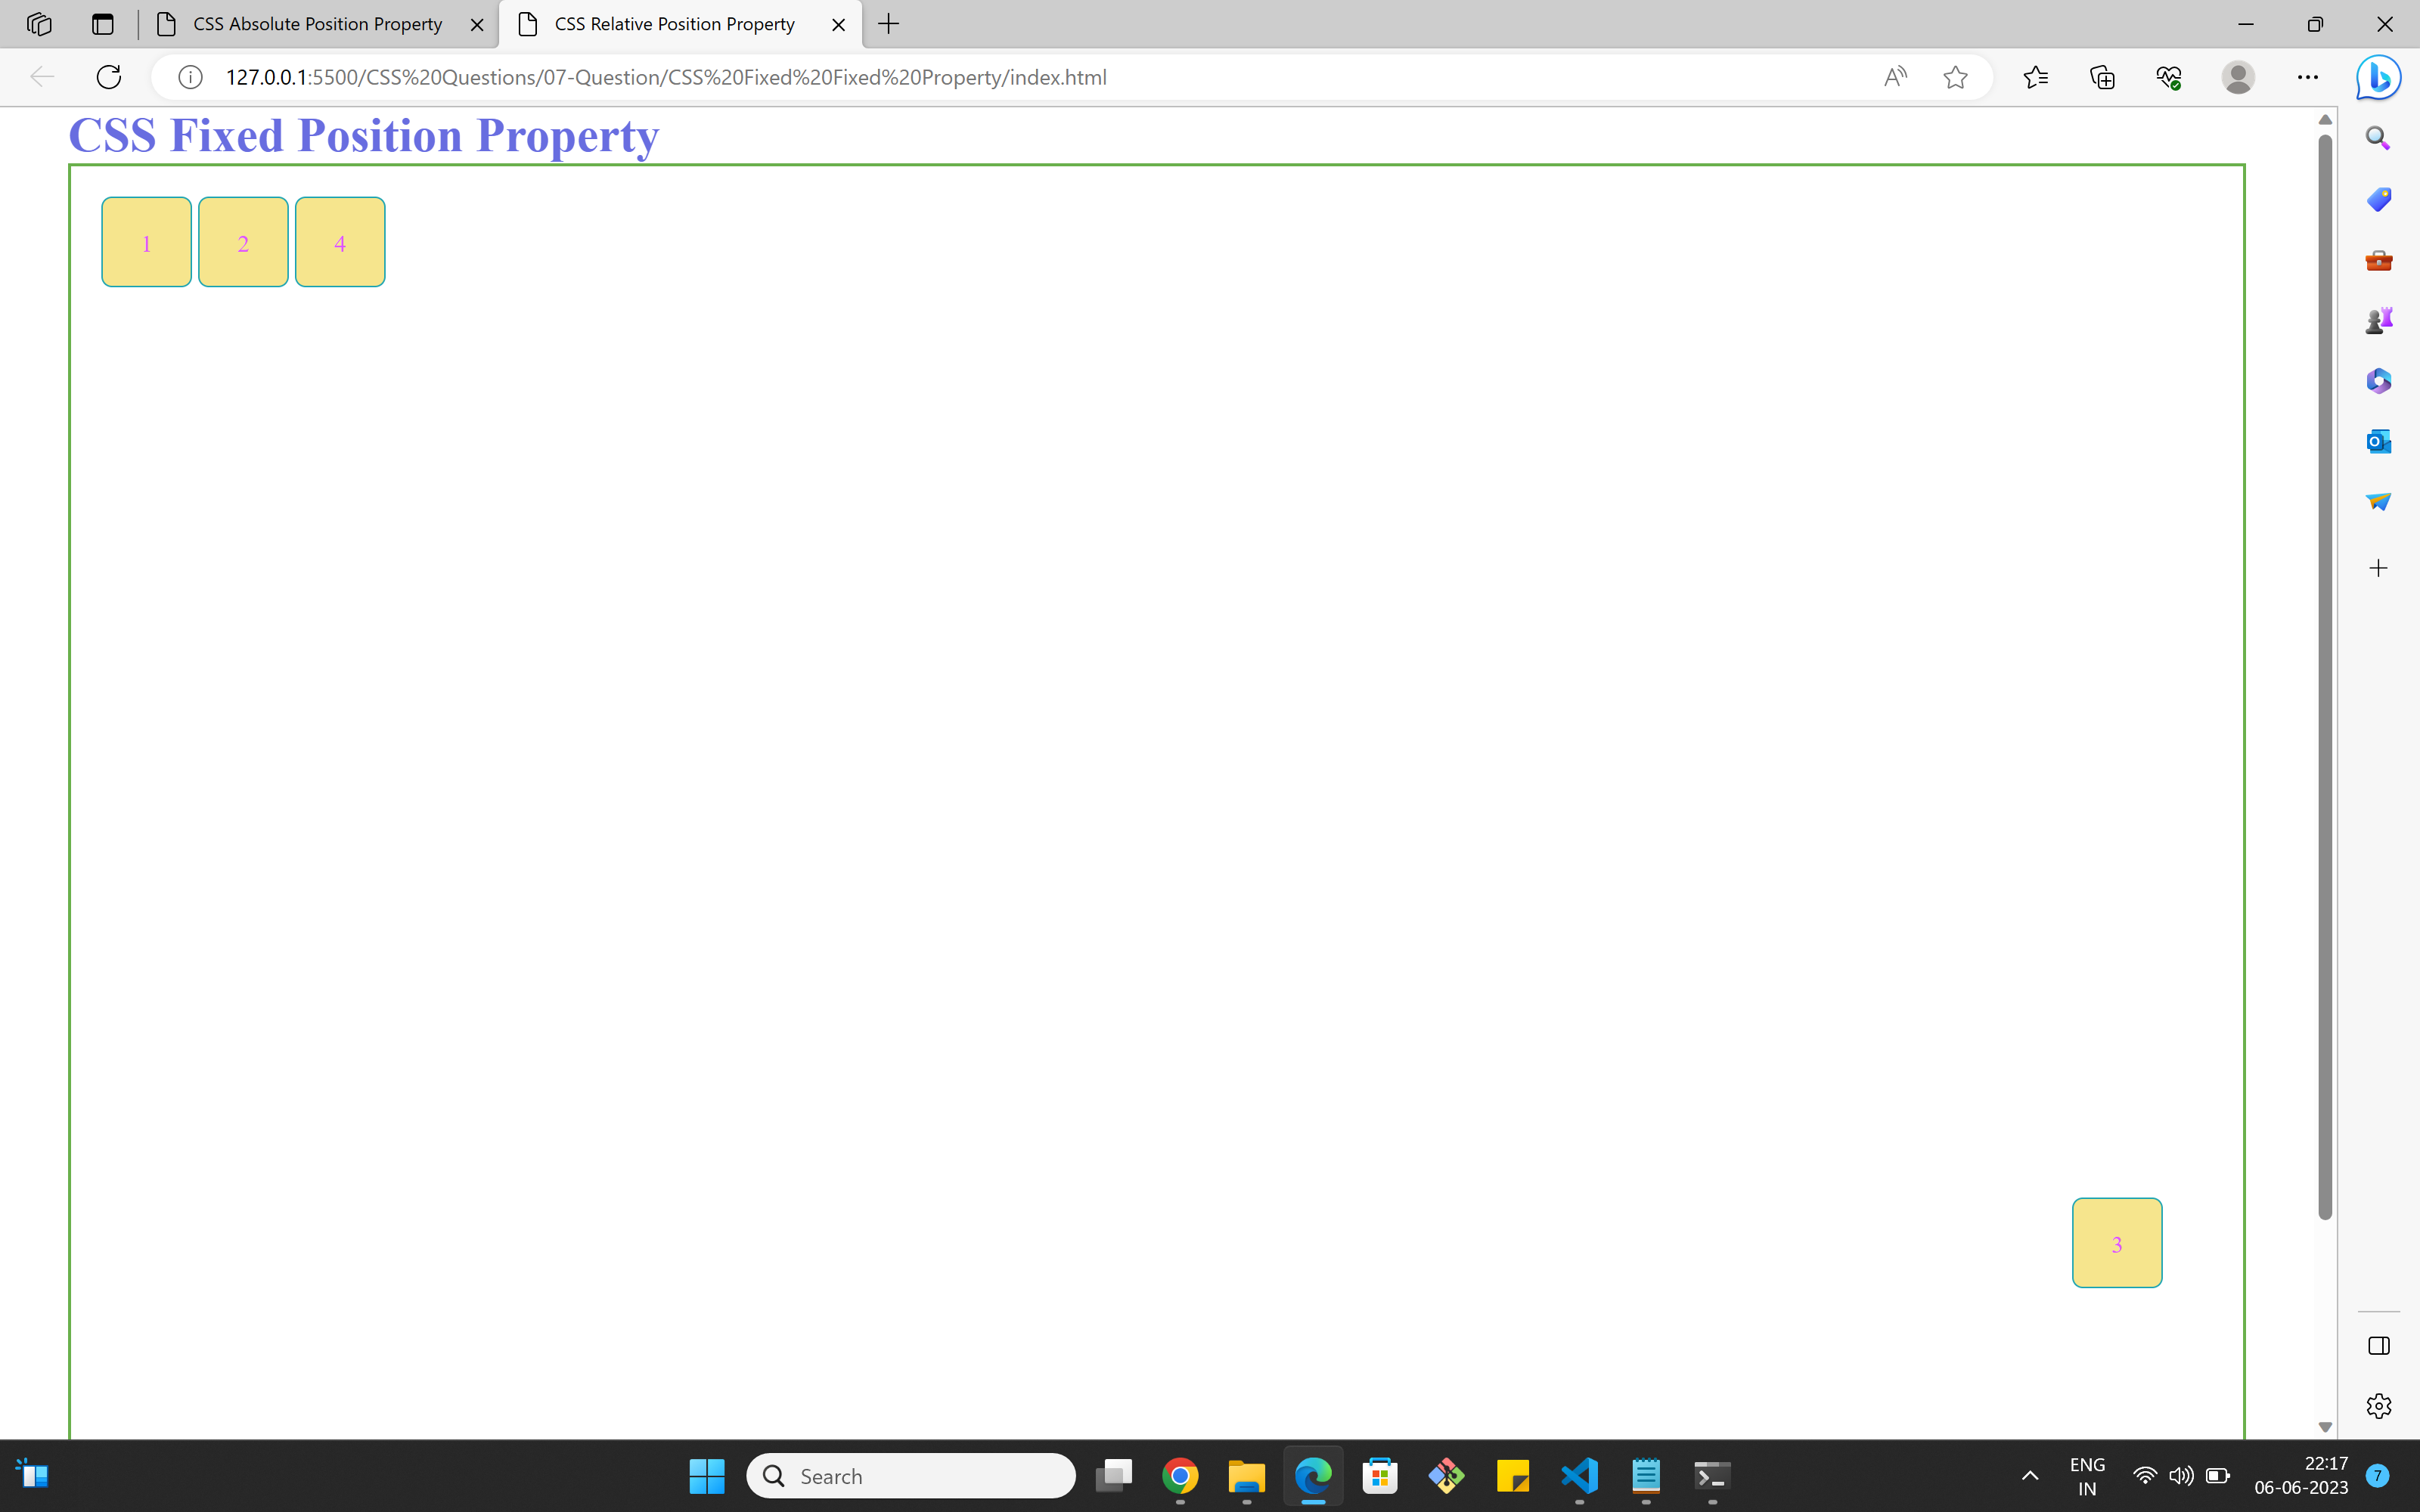 CSS Absolute Position Property
CSS Relative Position Property
127.0.0.1:5500/CSS%20Questions/07-Question/CSS%20Fixed%20Fixed%20Property/index.html
CSS Fixed Position Property
1 2 4
3
Search
ENG
IN
22:17
06-06-2023
7